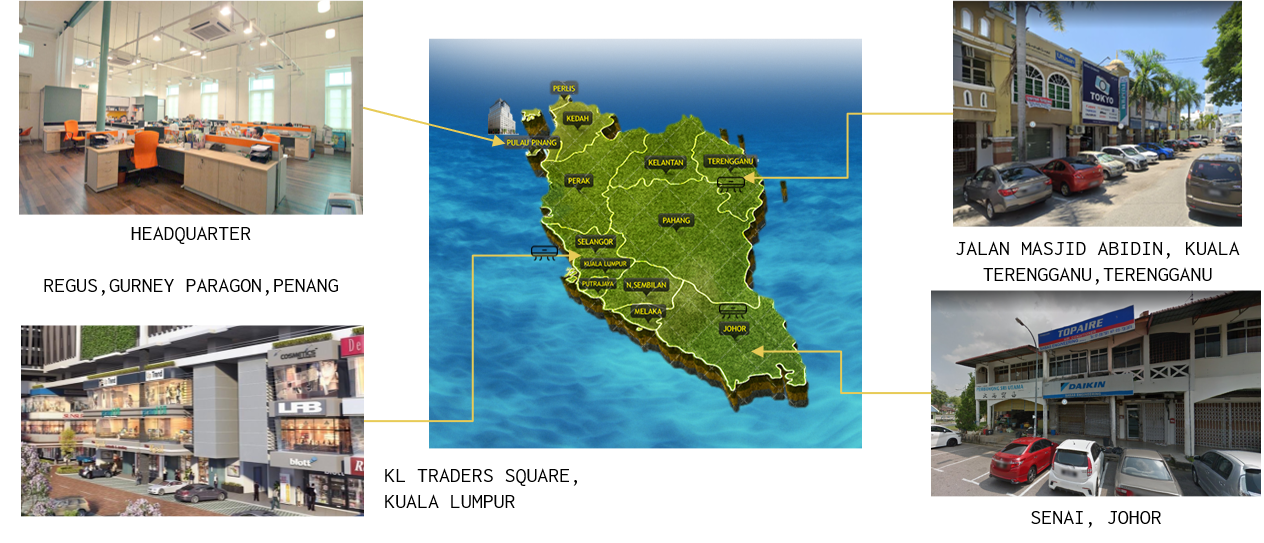 HEADQUARTER
REGUS,GURNEY PARAGON,PENANG
COSMETICS
Trend
Trend
LFB
blott
KL TRADERS SQUARE,
KUALA LUMPUR
PERLIS
KEDAH
PULAU PINANG
KELANTAN
TERENGGANU
PERAK
PAHANG
SELANGOR
KUALA LUMPUR
PUTRAJAYA
N,SEMBILAN
MELAKA
JOHOR
TOKYO
JALAN MASJID ABIDIN, KUALA
TERENGGANU,TERENGGANU
TOPAIRE
DAIKIN
SENAI, JOHOR